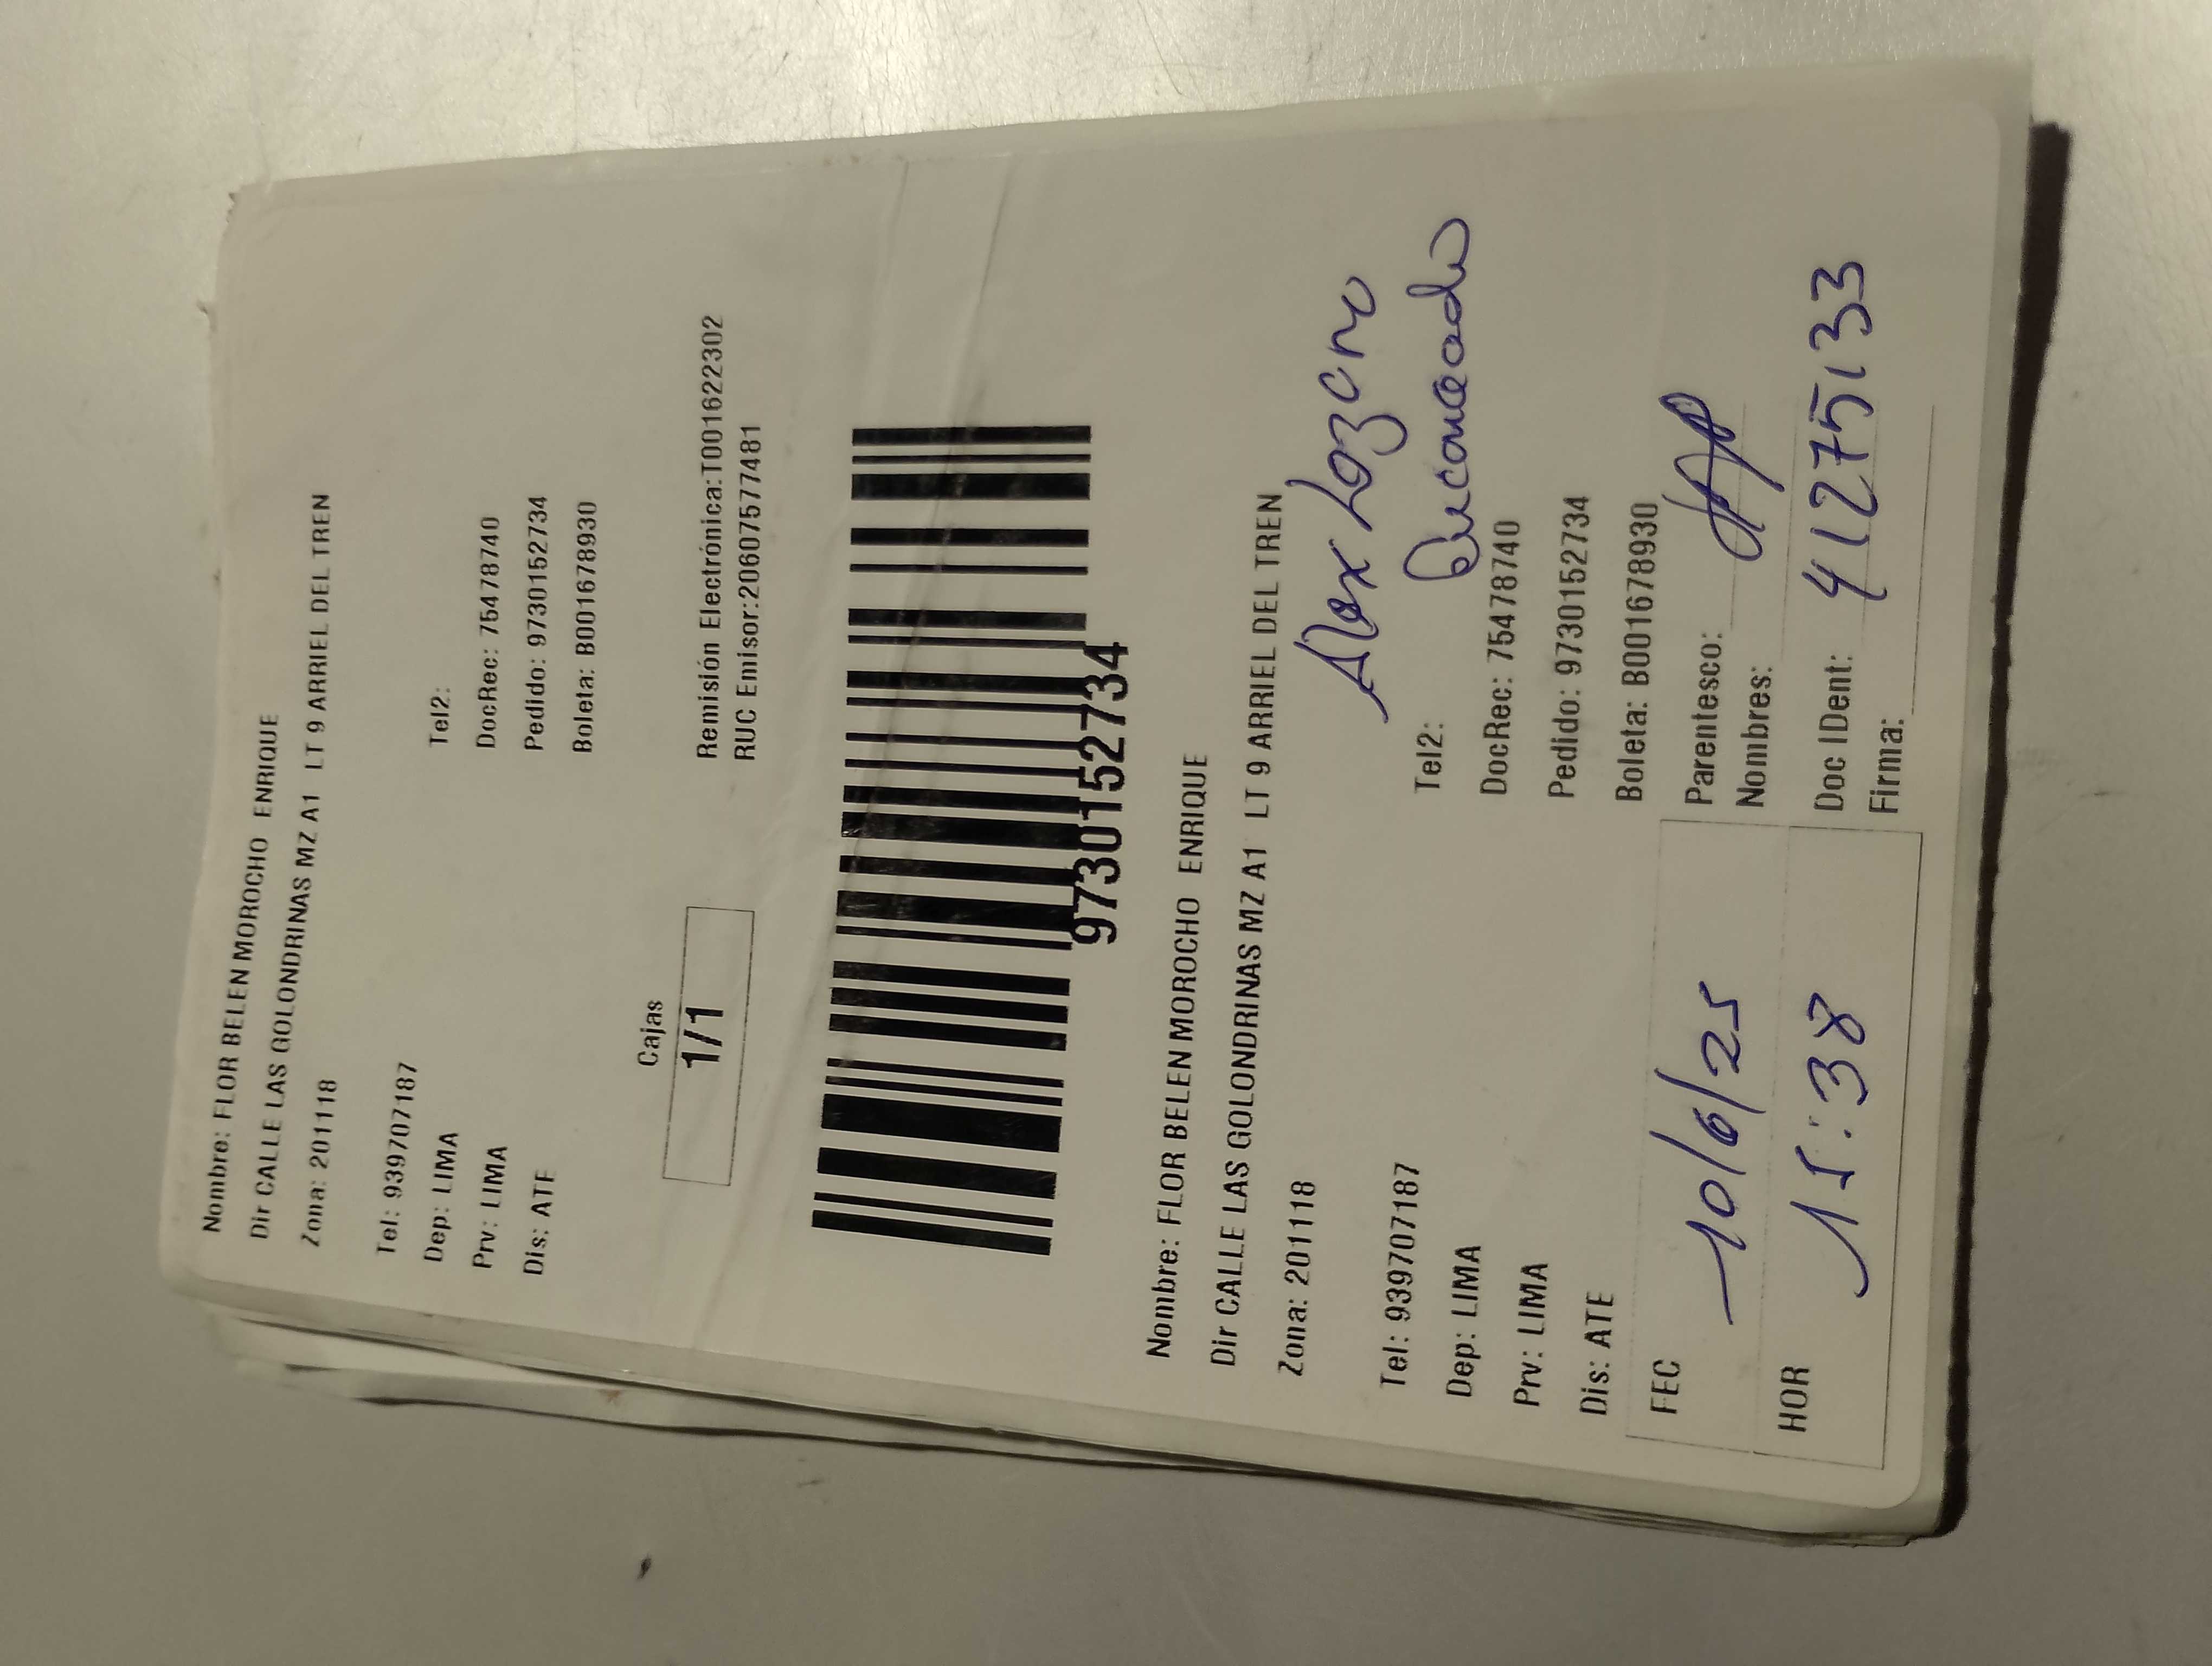 Nombre: FLOR BELEN MOROCHO ENRIQUE
Dir CALLE LAS GOLONDRINAS MZ A1 LT 9 ARRIEL DEL TREN
Zona: 201118
Tel: 939707187 Tel2:
Dep: LIMA DocRec: 75478740
Prv: LIMA Pedido: 9730152734
Dis: ATE Boleta: B001678930
Cajas
1/1
Remisión Electrónica:T001622302
RUC Emisor:20607577481
9730152734
Nombre: FLOR BELEN MOROCHO ENRIQUE
Dir CALLE LAS GOLONDRINAS MZ A1 LT 9 ARRIEL DEL TREN
Zona: 201118
Alex Lozano
Tel: 939707187 Tel2:
Dep: LIMA DocRec: 75478740
Prv: LIMA Pedido: 9730152734
Dis: ATE Boleta: B001678930
FEC 10/6/25 Parentesco:
Nombres:
HOR 15:38 Doc IDent: 41275133
Firma: